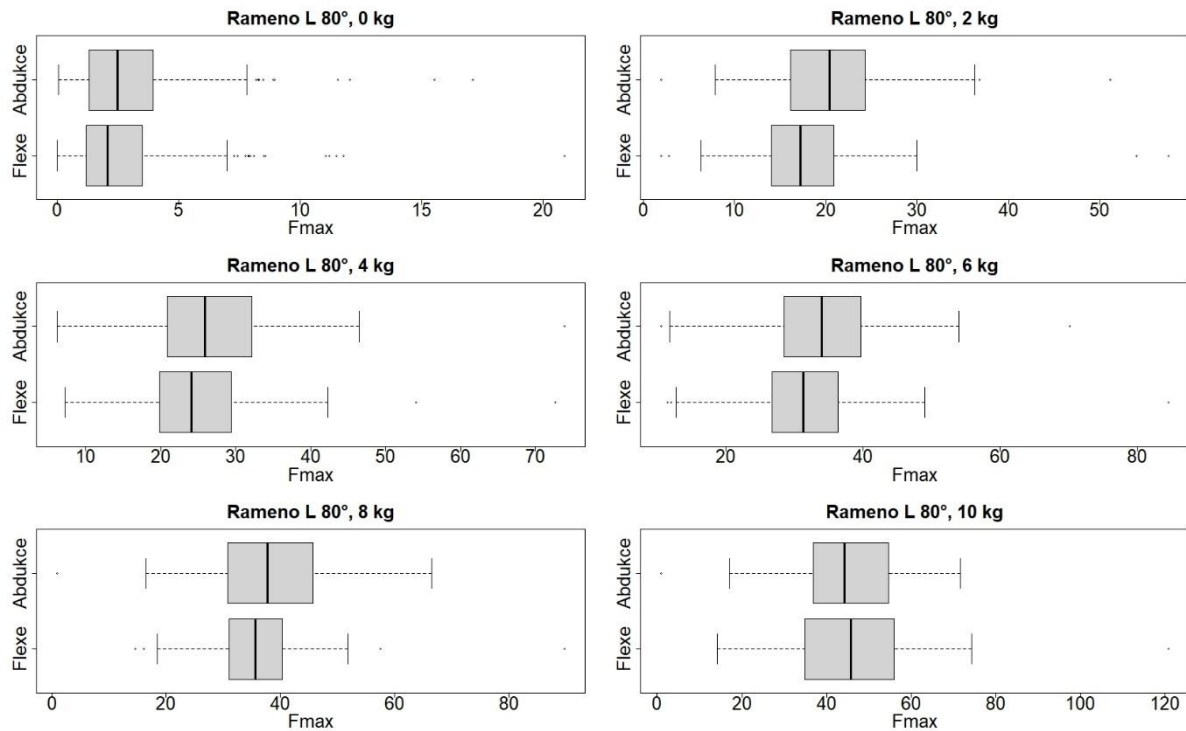 Rameno L 80°, 0 kg
Abdukce
Flexe
0 5 10 15 20
Fmax
Rameno L 80°, 2 kg
Abdukce
Flexe
0 10 20 30 40 50
Fmax
Rameno L 80°, 4 kg
Abdukce
Flexe
10 20 30 40 50 60 70
Fmax
Rameno L 80°, 6 kg
Abdukce
Flexe
20 40 60 80
Fmax
Rameno L 80°, 8 kg
Abdukce
Flexe
0 20 40 60 80
Fmax
Rameno L 80°, 10 kg
Abdukce
Flexe
0 20 40 60 80 100 120
Fmax